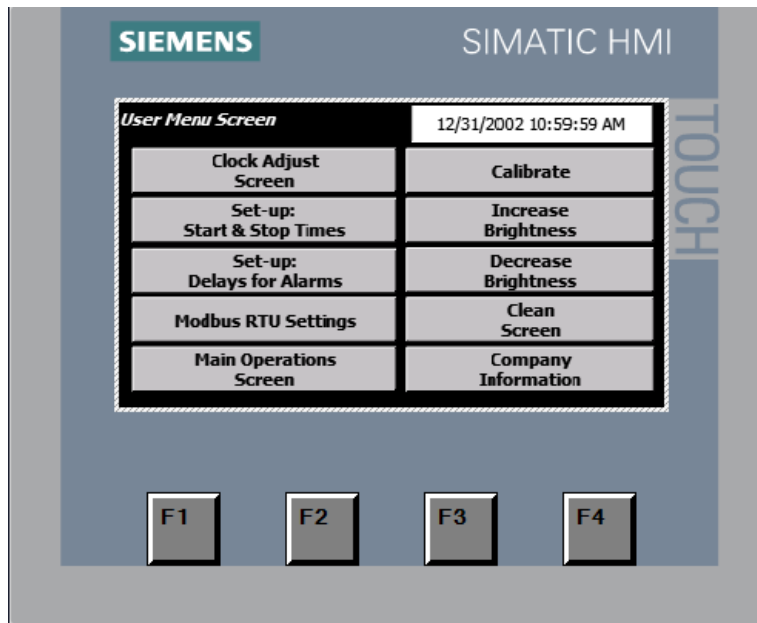 SIEMENS
SIMATIC HMI
TOUCH
User Menu Screen
12/31/2002 10:59:59 AM
Clock Adjust
Screen
Calibrate
Set-up:
Start & Stop Times
Increase
Brightness
Set-up:
Delays for Alarms
Decrease
Brightness
Modbus RTU Settings
Clean
Screen
Main Operations
Screen
Company
Information
F1
F2
F3
F4